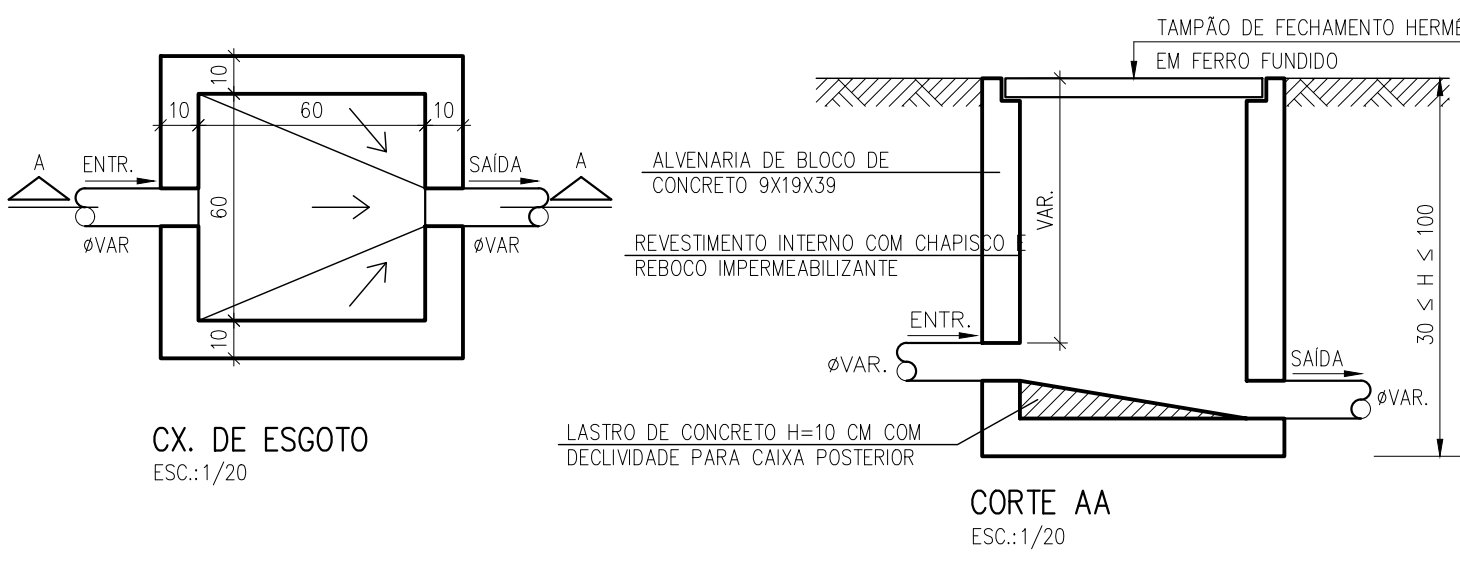 10
10
60
10
A
ENTR.
SAÍDA
A
60
ØVAR
ØVAR
10
CX. DE ESGOTO
ESC.:1/20
TAMPÃO DE FECHAMENTO
EM FERRO FUNDIDO
ALVENARIA DE BLOCO DE
CONCRETO 9X19X39
VAR.
REVESTIMENTO INTERNO COM CHAPISCO E
REBOCO IMPERMEABILIZANTE
30 ≤ H ≤ 100
ENTR.
ØVAR.
SAÍDA
ØVAR.
LASTRO DE CONCRETO H=10 CM COM
DECLIVIDADE PARA CAIXA POSTERIOR
CORTE AA
ESC.:1/20